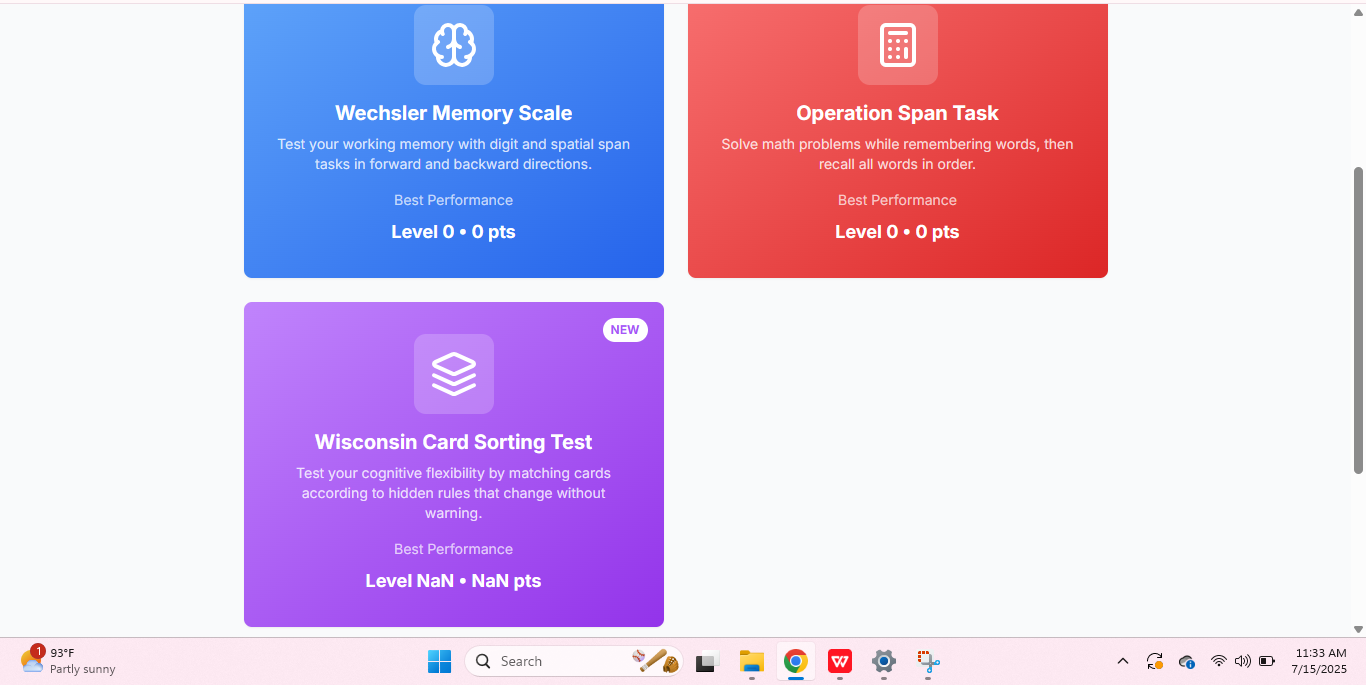 Wechsler Memory Scale
Test your working memory with digit and spatial span
tasks in forward and backward directions.
Best Performance
Level 0 • 0 pts
Operation Span Task
Solve math problems while remembering words, then
recall all words in order.
Best Performance
Level 0 • 0 pts
NEW
Wisconsin Card Sorting Test
Test your cognitive flexibility by matching cards
according to hidden rules that change without
warning.
Best Performance
Level NaN • NaN pts
1
93°F
Partly sunny
Search
W
11:33 AM
7/15/2025